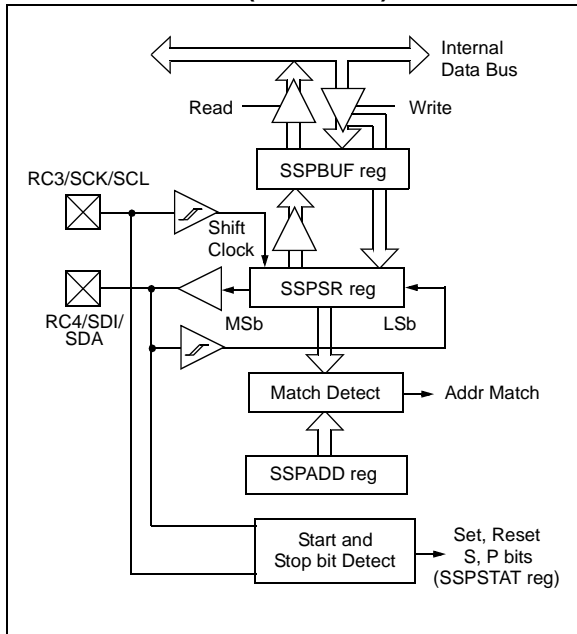 Internal
Data Bus
Read
Write
SSPBUF reg
RC3/SCK/SCL
Shift
Clock
SSPSR reg
MSb
LSb
RC4/SDI/
SDA
Match Detect
Addr Match
SSPADD reg
Start and
Stop bit Detect
Set, Reset
S, P bits
(SSPSTAT reg)